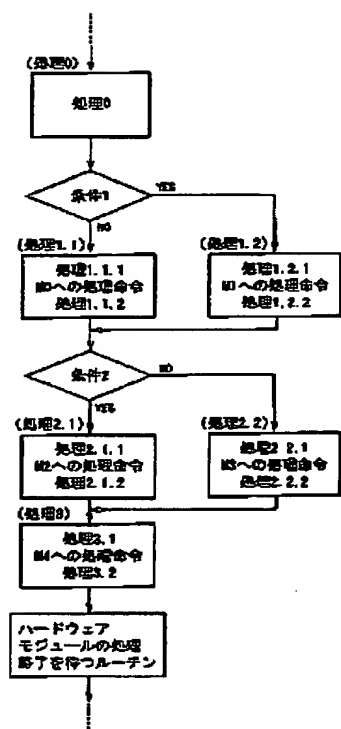 (処理0)
処理0
条件1
YES
NO
(処理1.1)
(処理1.2)
処理1.1.1
M0への処理命令
処理1.1.2
処理1.2.1
M1への処理命令
処理1.2.2
条件2
NO
YES
(処理2.1)
(処理2.2)
処理2.1.1
M2への処理命令
処理2.1.2
処理2.2.1
M3への処理命令
処理2.2.2
(処理3)
処理3.1
M4への処理命令
処理3.2
ハードウェア
モジュールの処理
終了を待つルーチン